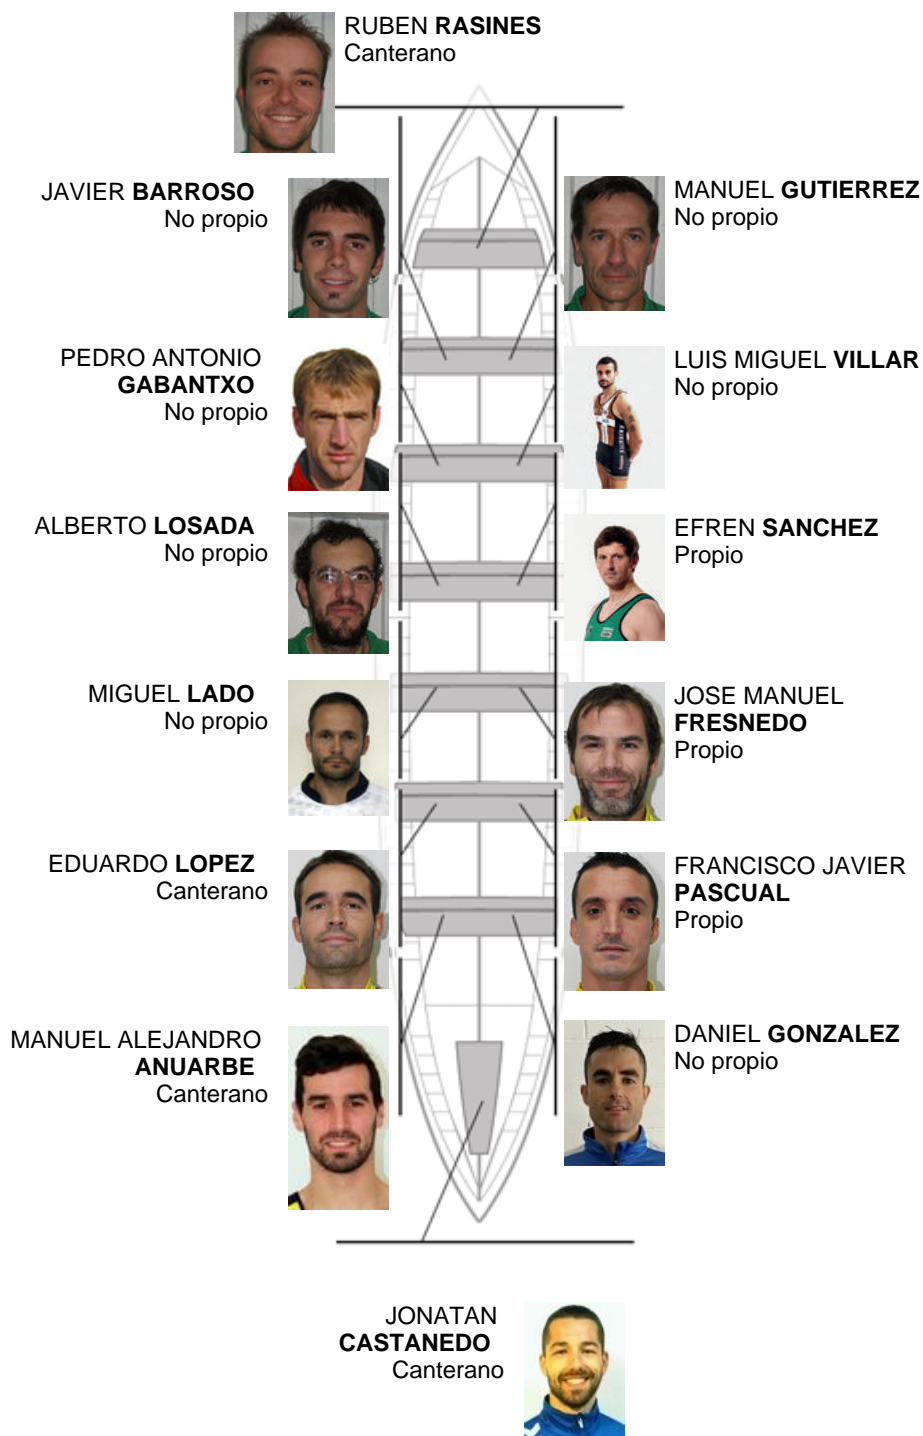 RUBEN RASINES
Canterano
JAVIER BARROSO
No propio
MANUEL GUTIERREZ
No propio
PEDRO ANTONIO
GABANTXO
No propio
LUIS MIGUEL VILLAR
No propio
ALBERTO LOSADA
No propio
EFREN SANCHEZ
Propio
MIGUEL LADO
No propio
JOSE MANUEL
FRESNEDO
Propio
EDUARDO LOPEZ
Canterano
FRANCISCO JAVIER
PASCUAL
Propio
MANUEL ALEJANDRO
ANUARBE
Canterano
DANIEL GONZALEZ
No propio
JONATAN
CASTANEDO
Canterano